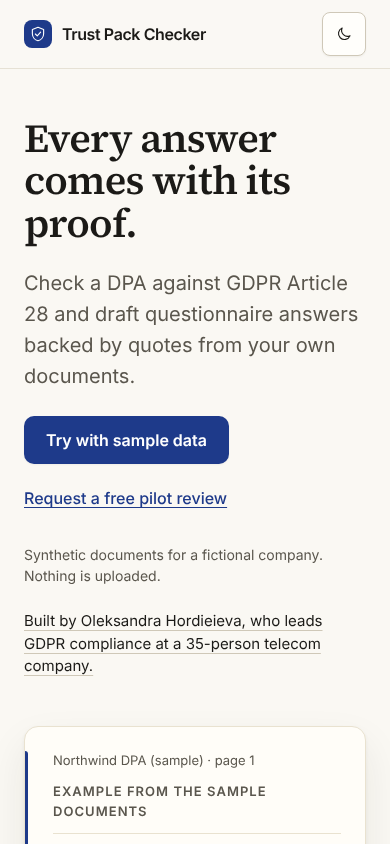 Trust Pack Checker
Every answer
comes with its
proof.
Check a DPA against GDPR Article
28 and draft questionnaire answers
backed by quotes from your own
documents.
Try with sample data
Request a free pilot review
Synthetic documents for a fictional company.
Nothing is uploaded.
Built by Oleksandra Hordieieva, who leads
GDPR compliance at a 35-person telecom
company.
Northwind DPA (sample) · page 1
EXAMPLE FROM THE SAMPLE
DOCUMENTS